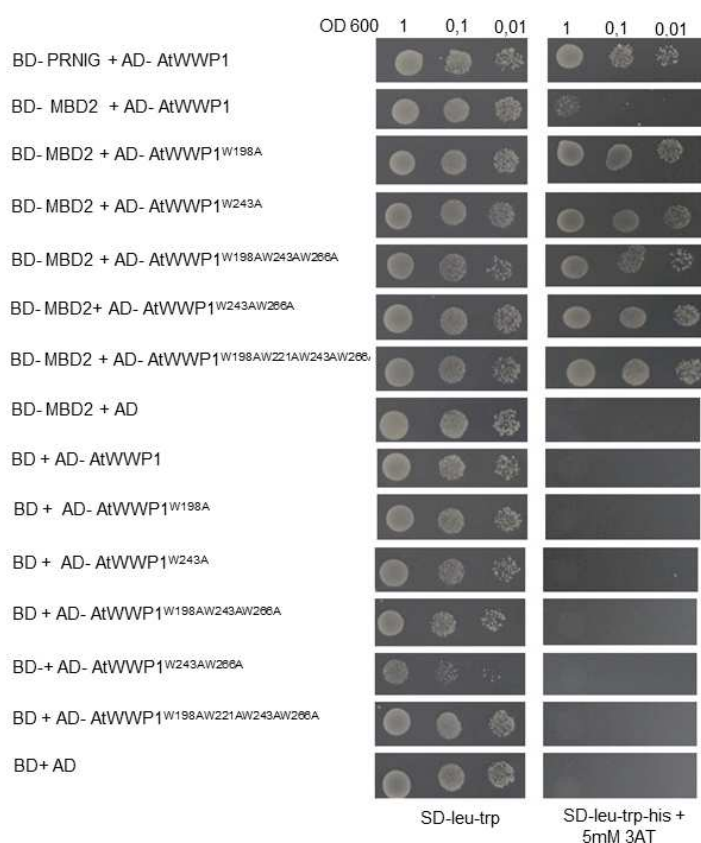 OD 600 1 0,1 0,01 1 0,1 0,01
BD- PRNIG + AD- AtWWP1
BD- MBD2 + AD- AtWWP1
BD- MBD2 + AD- AtWWP1W198A
BD- MBD2 + AD- AtWWP1W243A
BD- MBD2 + AD- AtWWP1W198AW243AW266A
BD- MBD2+ AD- AtWWP1W243AW266A
BD- MBD2 + AD- AtWWP1W198AW221AW243AW266
BD- MBD2 + AD
BD + AD- AtWWP1
BD + AD- AtWWP1W198A
BD + AD- AtWWP1W243A
BD + AD- AtWWP1W198AW243AW266A
BD-+ AD- AtWWP1W243AW266A
BD + AD- AtWWP1W198AW221AW243AW266A
BD+ AD
SD-leu-trp SD-leu-trp-his +
5mM 3AT